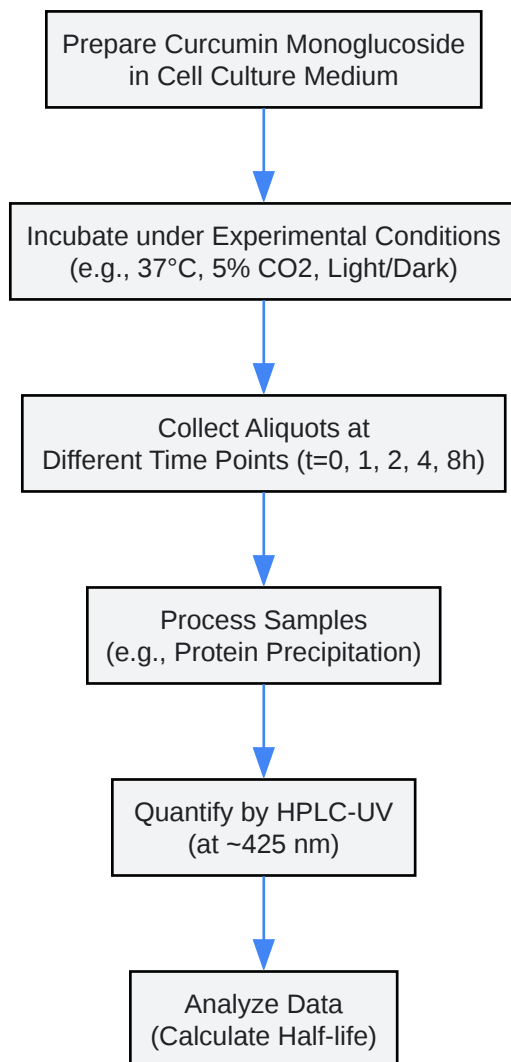 Prepare Curcumin Monoglucoside
in Cell Culture Medium
Incubate under Experimental Conditions
(e.g., 37°C, 5% CO2, Light/Dark)
Collect Aliquots at
Different Time Points (t=0, 1, 2, 4, 8h)
Process Samples
(e.g., Protein Precipitation)
Quantify by HPLC-UV
(at ~425 nm)
Analyze Data
(Calculate Half-life)